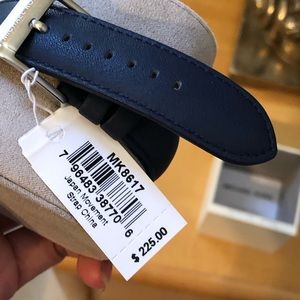 MK8617
7 96483 38770 6
Japan Movement
Strap China
$ 225.00